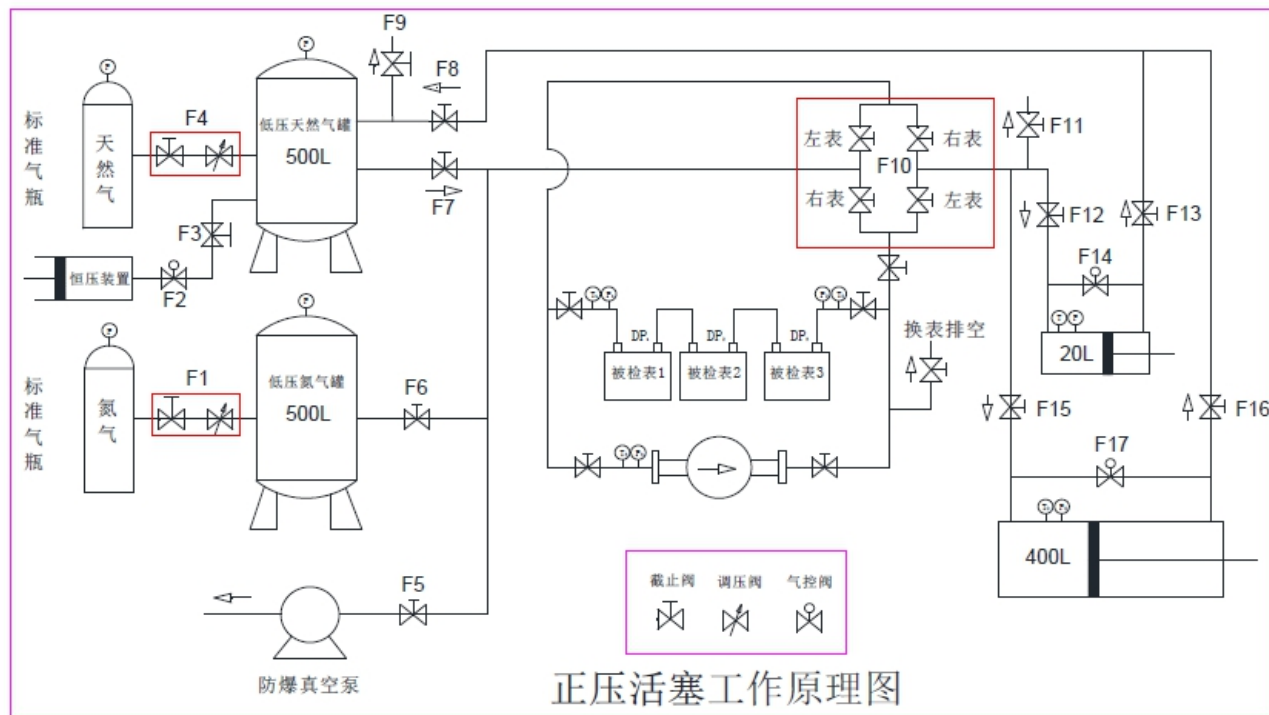 F9
F8
标准气瓶
天然气
F4
低压天然气罐
500L
F7
F3
恒压装置
F2
左表
右表
F10
右表
左表
F11
F12
F13
F14
20L
标准气瓶
氮气
F1
低压氮气罐
500L
F6
被检表1
被检表2
被检表3
换表排空
F15
F16
F17
400L
F5
防爆真空泵
截止阀
调压阀
气控阀
正压活塞工作原理图